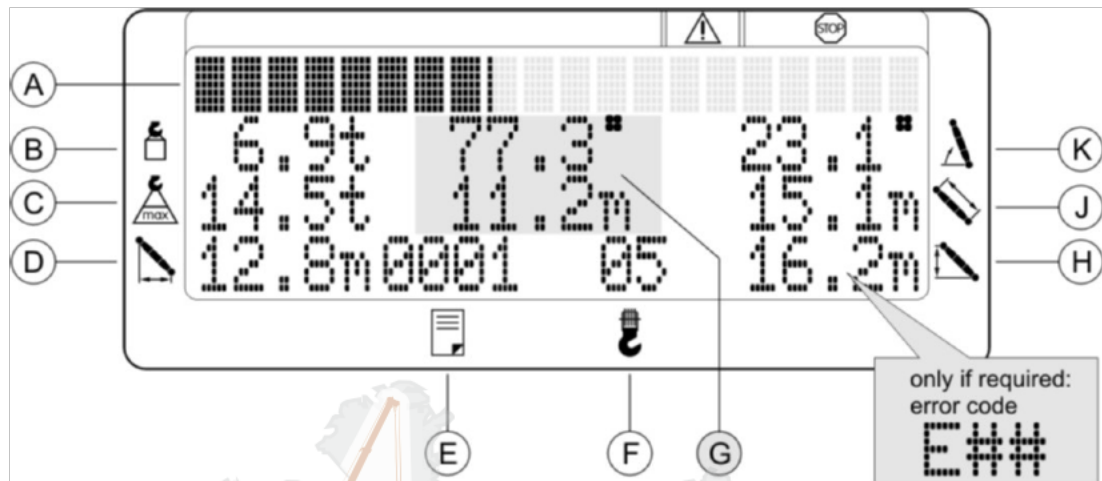 STOP
A
B
6.9t 77.3° 23.1°
K
C
max
14.5t 11.2m 15.1m
J
D
12.8m 0001 05 16.2m
H
only if required:
error code
E##
E
F
G